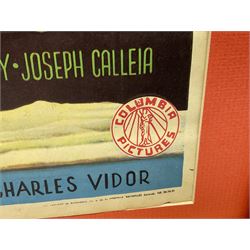 Y • JOSEPH CALLEIA
COLUMBIA
PICTURES
CHARLES VIDOR